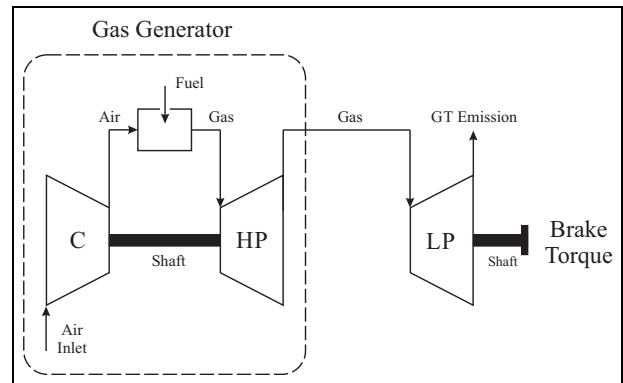 Gas Generator
Fuel
Air
Gas
Gas
GT Emission
C
HP
LP
Shaft
Shaft
Brake
Torque
Air
Inlet